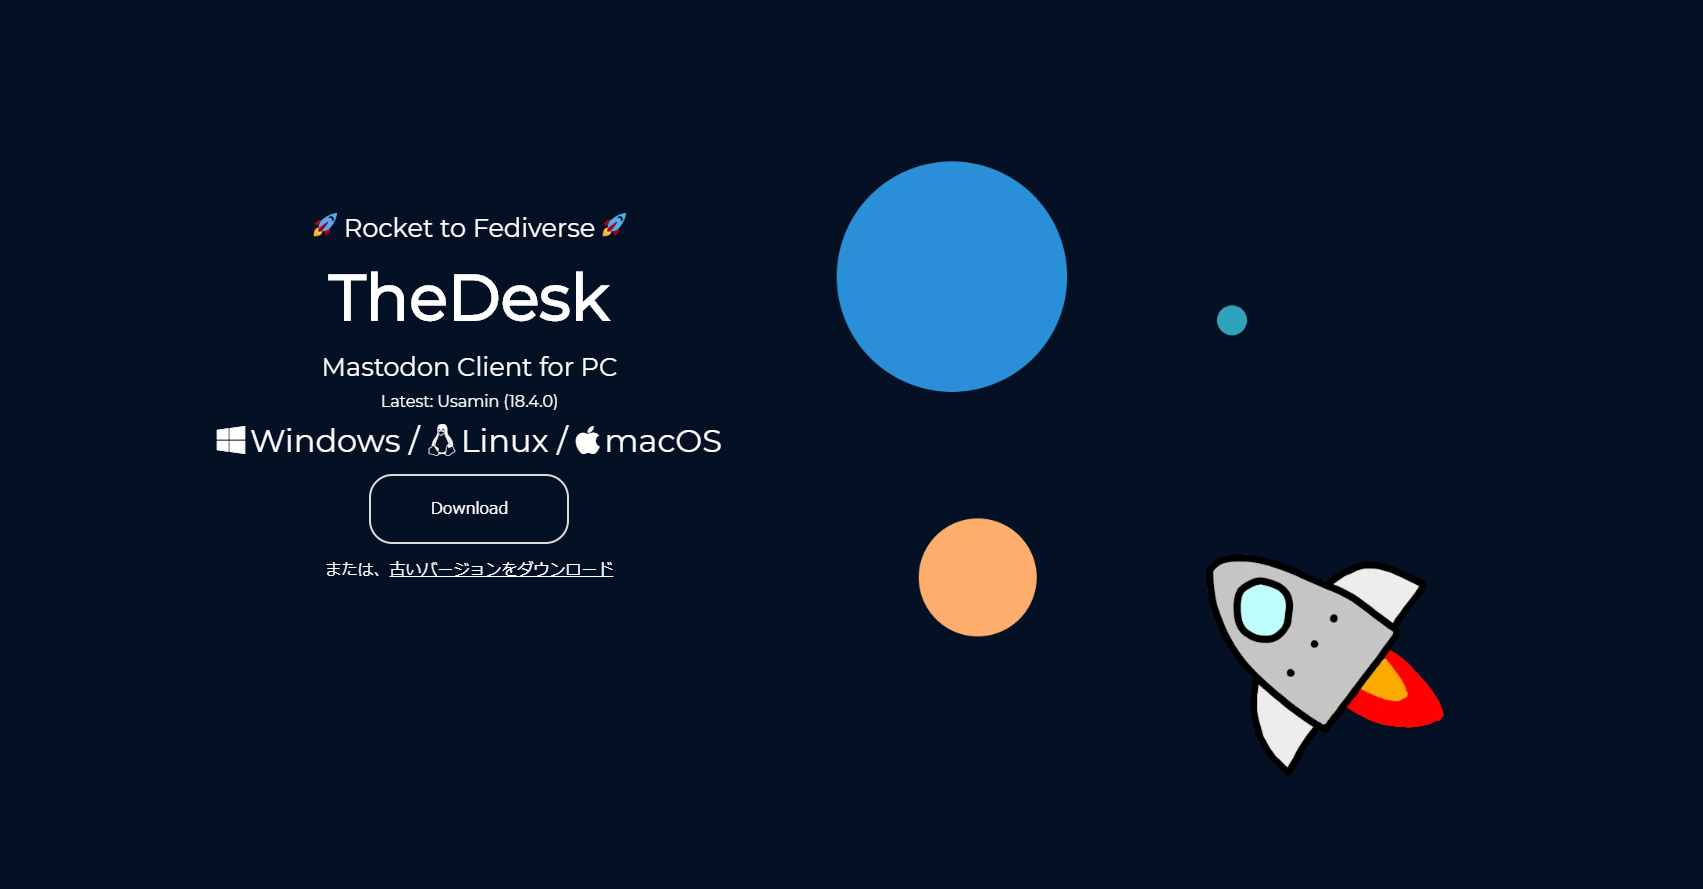 🚀 Rocket to Fediverse 🚀
TheDesk
Mastodon Client for PC
Latest: Usamin (18.4.0)
Windows / Linux / macOS
Download
または、古いバージョンをダウンロード